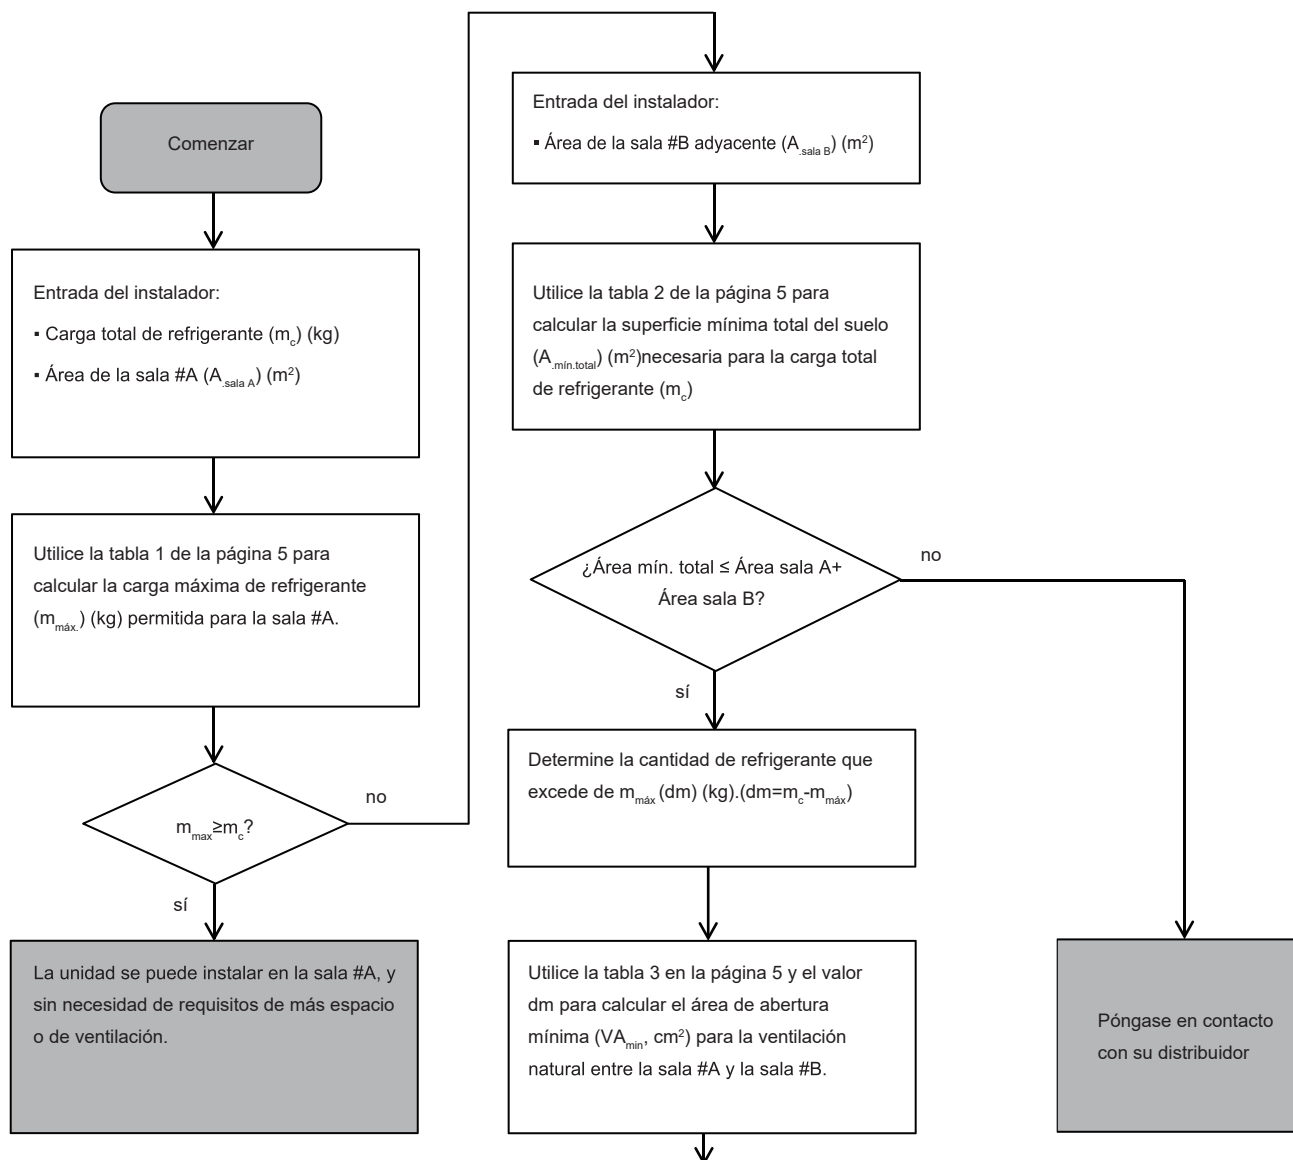 Comenzar
Entrada del instalador:
▪ Carga total de refrigerante (mc) (kg)
▪ Área de la sala #A (A.sala A) (m²)
Utilice la tabla 1 de la página 5 para
calcular la carga máxima de refrigerante
(mmáx.) (kg) permitida para la sala #A.
mmax≥mc?
no
sí
La unidad se puede instalar en la sala #A, y
sin necesidad de requisitos de más espacio
o de ventilación.
Entrada del instalador:
▪ Área de la sala #B adyacente (A.sala B) (m²)
Utilice la tabla 2 de la página 5 para
calcular la superficie mínima total del suelo
(A.mín.total) (m²)necesaria para la carga total
de refrigerante (mc)
¿Área mín. total ≤ Área sala A+
Área sala B?
no
sí
Determine la cantidad de refrigerante que
excede de mmáx (dm) (kg).(dm=mc-mmáx)
Utilice la tabla 3 en la página 5 y el valor
dm para calcular el área de abertura
mínima (VAmin, cm²) para la ventilación
natural entre la sala #A y la sala #B.
Póngase en contacto
con su distribuidor